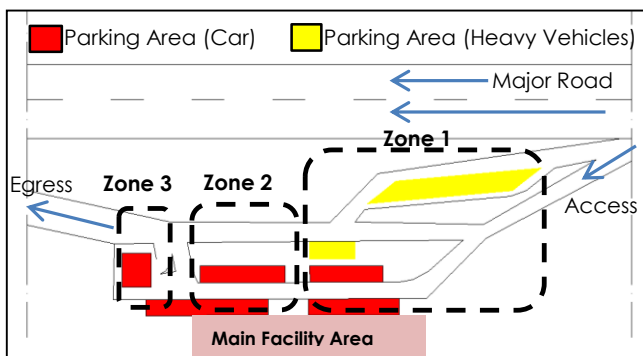 Parking Area (Car) Parking Area (Heavy Vehicles)
Major Road
Zone 1
Egress Zone 3 Zone 2
Access
Main Facility Area